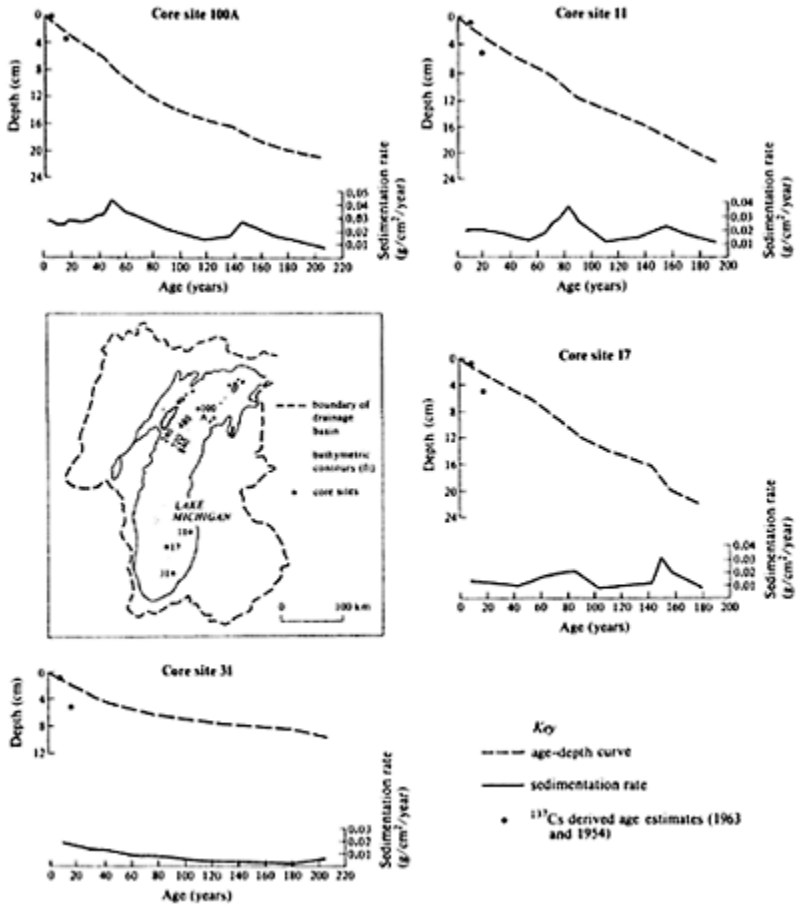 Core site 100A
0
4
8
12
16
20
24
Depth (cm)
0.05
0.04
0.03
0.02
0.01
Sedimentation rate
(g/cm²/year)
0 20 40 60 80 100 120 140 160 180 200 220
Age (years)
Core site 11
0
4
8
12
16
20
24
Depth (cm)
0.04
0.03
0.02
0.01
Sedimentation rate
(g/cm²/year)
0 20 40 60 80 100 120 140 160 180 200
Age (years)
boundary of
drainage
basin
bathymetric
contours (ft)
core sites
100
A
LAKE
MICHIGAN
11
17
31
0 100 km
Core site 17
0
4
8
12
16
20
24
Depth (cm)
0.04
0.03
0.02
0.01
Sedimentation rate
(g/cm²/year)
0 20 40 60 80 100 120 140 160 180 200
Age (years)
Core site 31
0
4
8
12
Depth (cm)
0.03
0.02
0.01
Sedimentation rate
(g/cm²/year)
0 20 40 60 80 100 120 140 160 180 200 220
Age (years)
Key
age-depth curve
sedimentation rate
¹³⁷Cs derived age estimates (1963
and 1954)